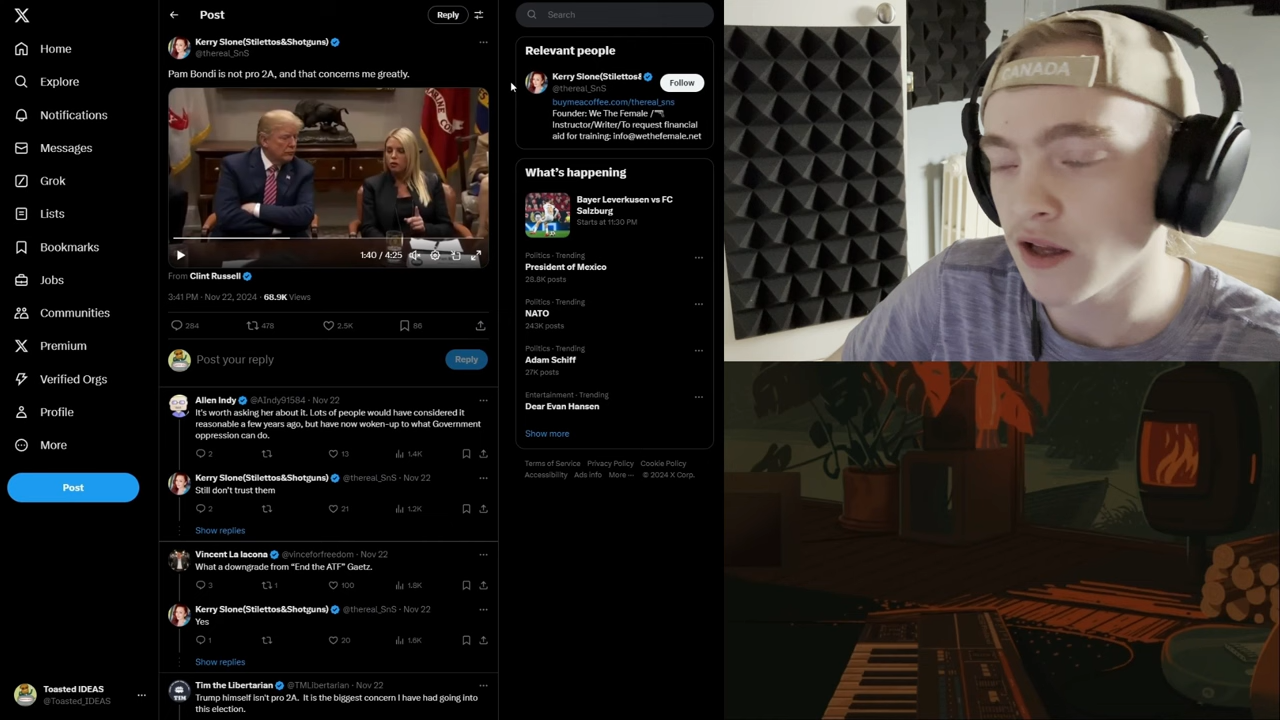 Home
Explore
Notifications
Messages
Grok
Lists
Bookmarks
Jobs
Communities
Premium
Verified Orgs
Profile
More
Post
Toasted IDEAS
@Toasted_IDEAS
Post
Reply
Kerry Slone(Stilettos&Shotguns)
@thereal_SnS
Pam Bondi is not pro 2A, and that concerns me greatly.
1:40 / 4:25
From Clint Russell
3:41 PM · Nov 22, 2024 · 68.9K Views
284 478 2.5K 86
Post your reply
Reply
Allen Indy @AIndy91584 · Nov 22
It's worth asking her about it. Lots of people would have considered it
reasonable a few years ago, but have now woken-up to what Government
oppression can do.
2 13 1.4K
Kerry Slone(Stilettos&Shotguns) @thereal_SnS · Nov 22
Still don't trust them
2 21 1.2K
Show replies
Vincent La Iacona @vinceforfreedom · Nov 22
What a downgrade from “End the ATF” Gaetz.
3 1 100 1.8K
Kerry Slone(Stilettos&Shotguns) @thereal_SnS · Nov 22
Yes
1 20 1.6K
Show replies
Tim the Libertarian @TMLibertarian · Nov 22
Trump himself isn't pro 2A. It is the biggest concern I have had going into
this election.
Search
Relevant people
Kerry Slone(Stilettos&
@thereal_SnS
Follow
buymeacoffee.com/thereal_sns
Founder: We The Female /
Instructor/Writer/To request financial
aid for training: info@wethefemale.net
What's happening
Bayer Leverkusen vs FC
Salzburg
Starts at 11:30 PM
Politics · Trending
President of Mexico
28.8K posts
Politics · Trending
NATO
243K posts
Politics · Trending
Adam Schiff
27K posts
Entertainment · Trending
Dear Evan Hansen
Show more
Terms of Service Privacy Policy Cookie Policy
Accessibility Ads info More ··· © 2024 X Corp.
CANADA